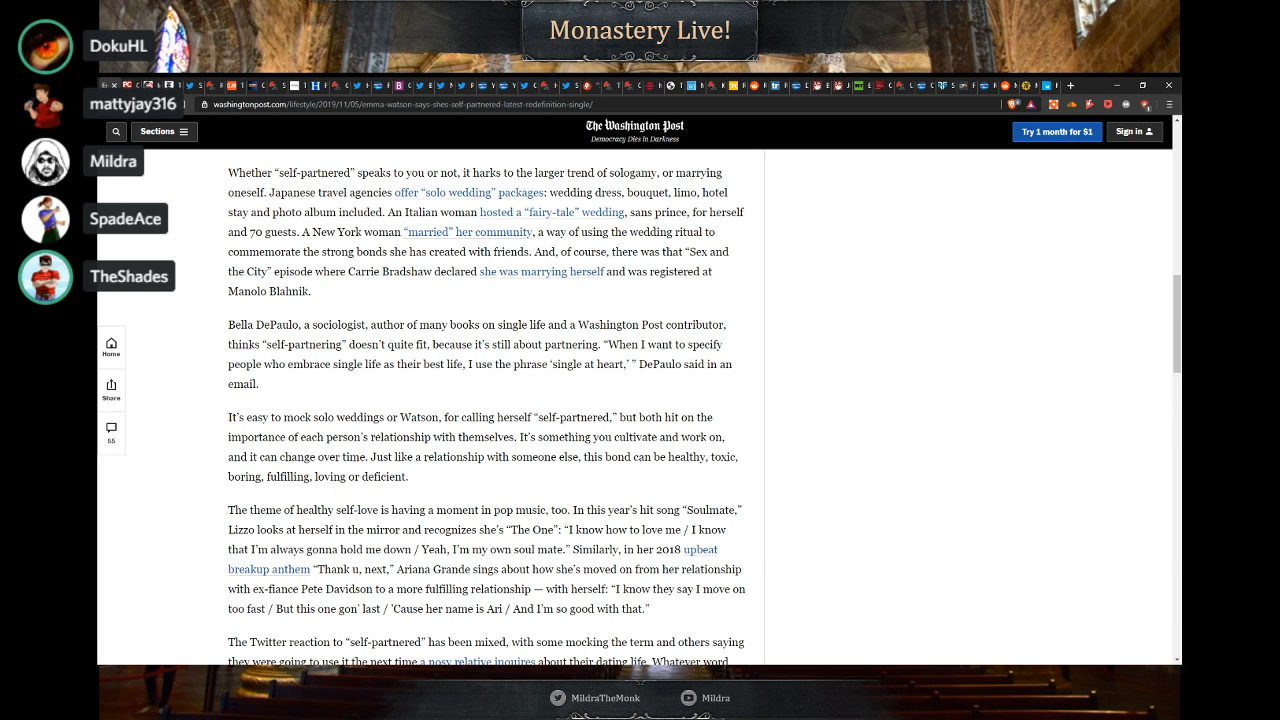 Monastery Live!
DokuHL
mattyjay316
Mildra
SpadeAce
TheShades
washingtonpost.com/lifestyle/2019/11/05/emma-watson-says-shes-self-partnered-latest-redefinition-single/
Sections
The Washington Post
Democracy Dies in Darkness
Try 1 month for $1
Sign in
Whether “self-partnered” speaks to you or not, it harks to the larger trend of sologamy, or marrying
oneself. Japanese travel agencies offer “solo wedding” packages: wedding dress, bouquet, limo, hotel
stay and photo album included. An Italian woman hosted a “fairy-tale” wedding, sans prince, for herself
and 70 guests. A New York woman “married” her community, a way of using the wedding ritual to
commemorate the strong bonds she has created with friends. And, of course, there was that “Sex and
the City” episode where Carrie Bradshaw declared she was marrying herself and was registered at
Manolo Blahnik.
Bella DePaulo, a sociologist, author of many books on single life and a Washington Post contributor,
thinks “self-partnering” doesn’t quite fit, because it’s still about partnering. “When I want to specify
people who embrace single life as their best life, I use the phrase ‘single at heart,’ ” DePaulo said in an
email.
It’s easy to mock solo weddings or Watson, for calling herself “self-partnered,” but both hit on the
importance of each person’s relationship with themselves. It’s something you cultivate and work on,
and it can change over time. Just like a relationship with someone else, this bond can be healthy, toxic,
boring, fulfilling, loving or deficient.
The theme of healthy self-love is having a moment in pop music, too. In this year’s hit song “Soulmate,”
Lizzo looks at herself in the mirror and recognizes she’s “The One”: “I know how to love me / I know
that I’m always gonna hold me down / Yeah, I’m my own soul mate.” Similarly, in her 2018 upbeat
breakup anthem “Thank u, next,” Ariana Grande sings about how she’s moved on from her relationship
with ex-fiance Pete Davidson to a more fulfilling relationship — with herself: “I know they say I move on
too fast / But this one gon’ last / ’Cause her name is Ari / And I’m so good with that.”
The Twitter reaction to “self-partnered” has been mixed, with some mocking the term and others saying
they were going to use it the next time a nosy relative inquires about their dating life. Whatever word
Home
Share
55
MildraTheMonk
Mildra